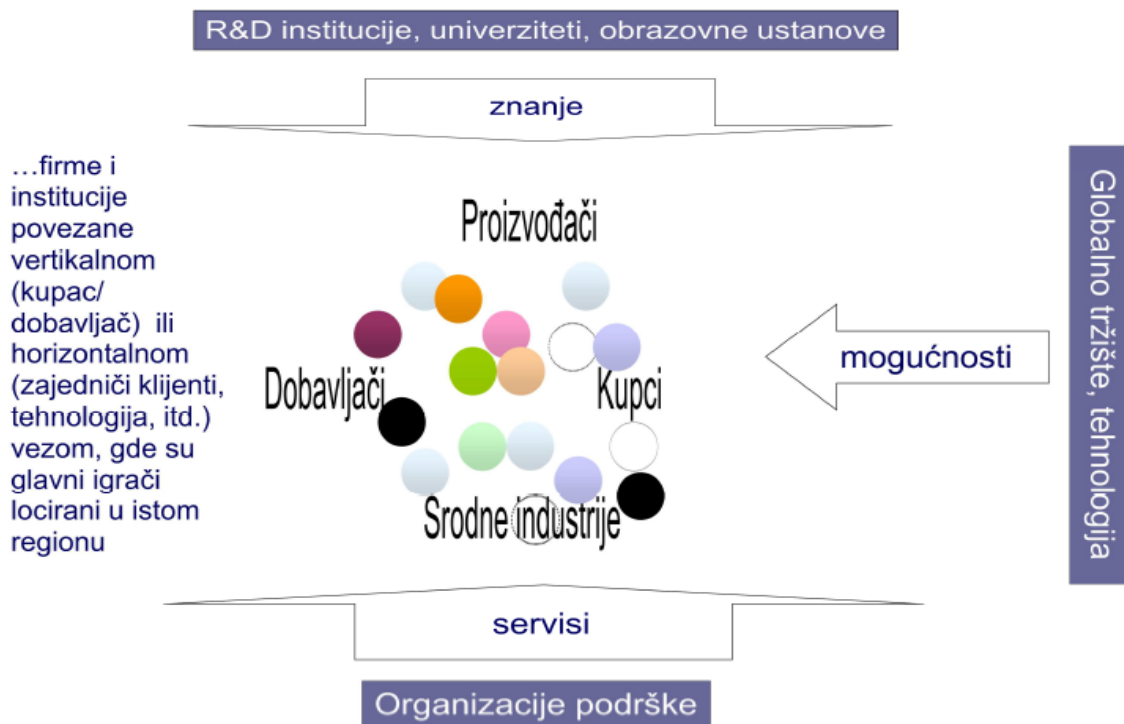 R&D institucije, univerziteti, obrazovne ustanove
znanje
…firme i
institucije
povezane
vertikalnom
(kupac/
dobavljač) ili
horizontalnom
(zajedniči klijenti,
tehnologija, itd.)
vezom, gde su
glavni igrači
locirani u istom
regionu
Proizvođači
Dobavljači
Kupci
Srodne industrije
mogućnosti
Globalno tržište, tehnologija
servisi
Organizacije podrške